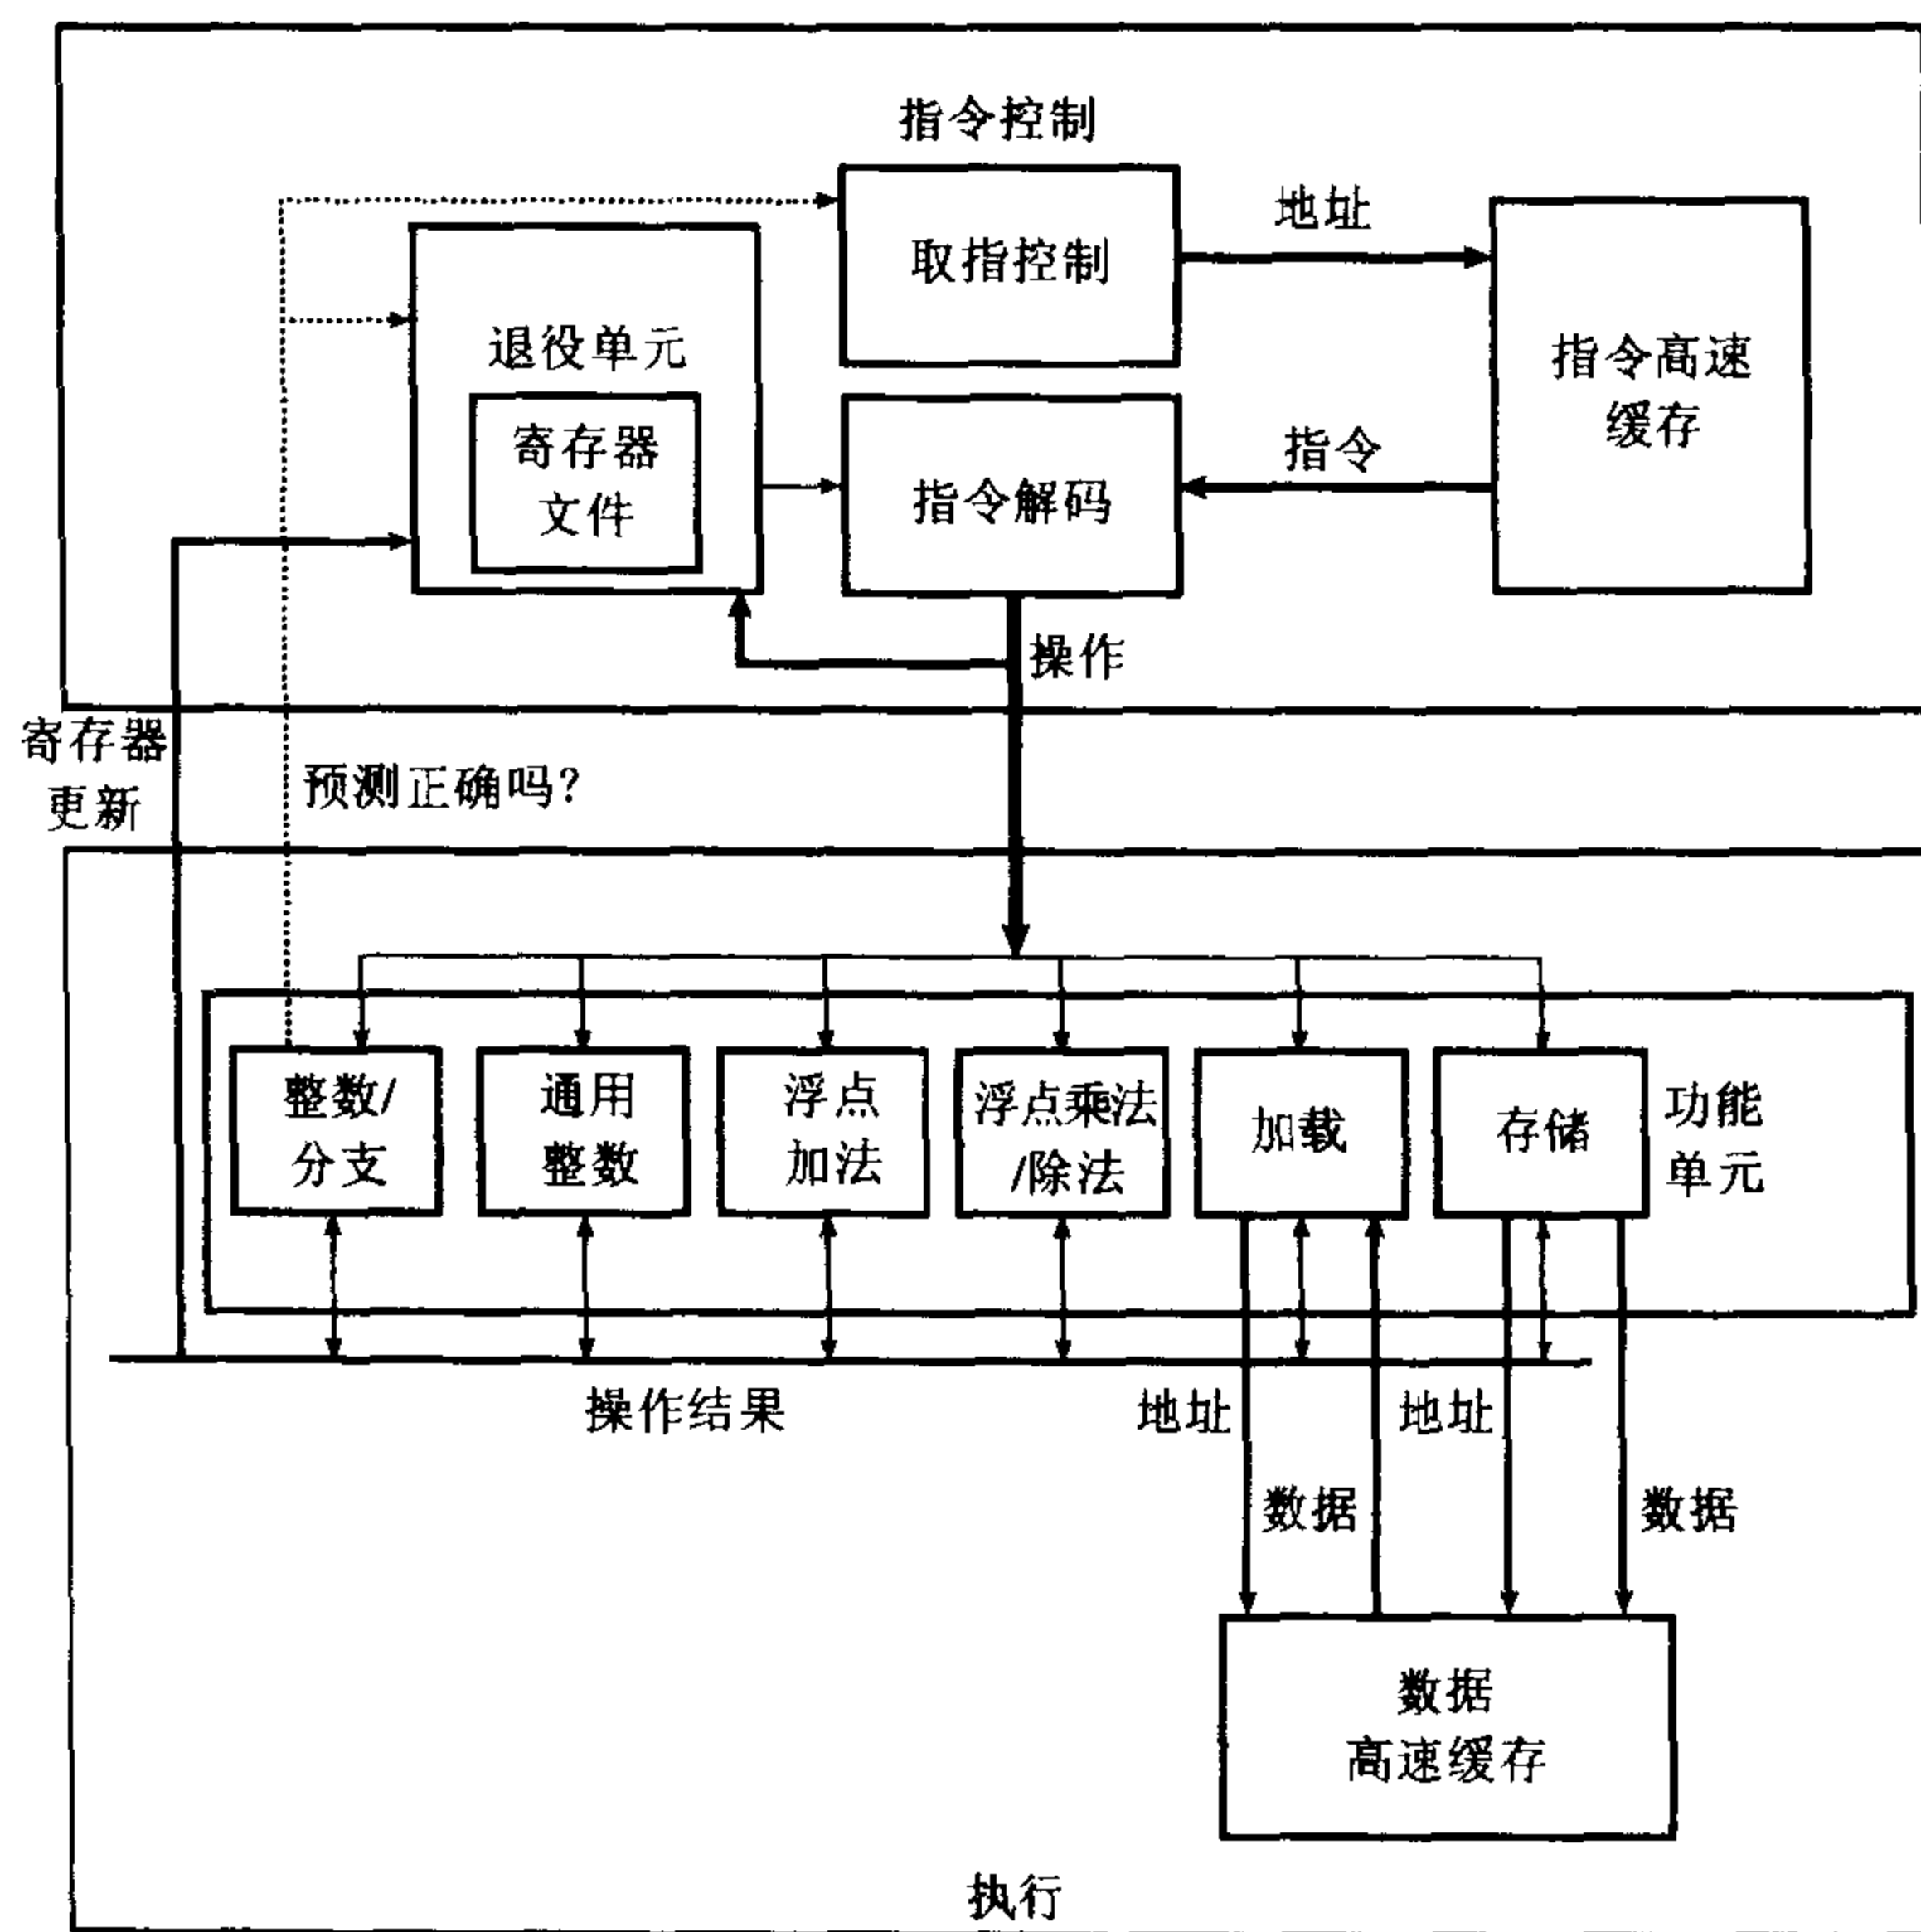 指令控制
取指控制
地址
指令高速
缓存
退役单元
寄存器
文件
指令解码
指令
操作
寄存器
更新
预测正确吗?
整数/
分支
通用
整数
浮点
加法
浮点乘法
/除法
加载
存储
功能
单元
操作结果
地址
地址
数据
数据
数据
高速缓存
执行